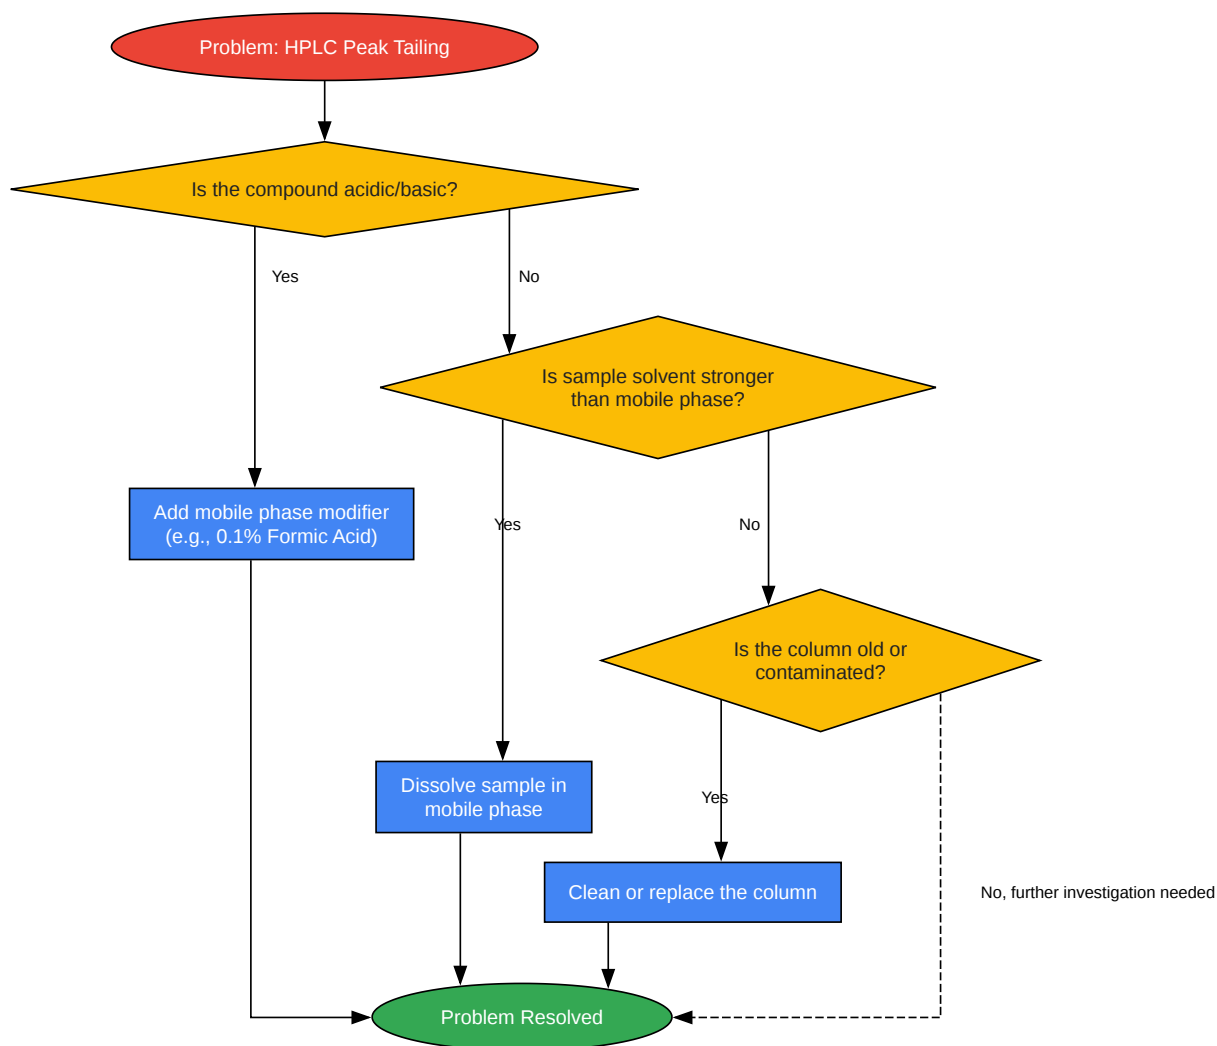 Problem: HPLC Peak Tailing
Is the compound acidic/basic?
Yes
No
Is sample solvent stronger
than mobile phase?
Add mobile phase modifier
(e.g., 0.1% Formic Acid)
Yes
No
Is the column old or
contaminated?
Dissolve sample in
mobile phase
Yes
Clean or replace the column
No, further investigation needed
Problem Resolved